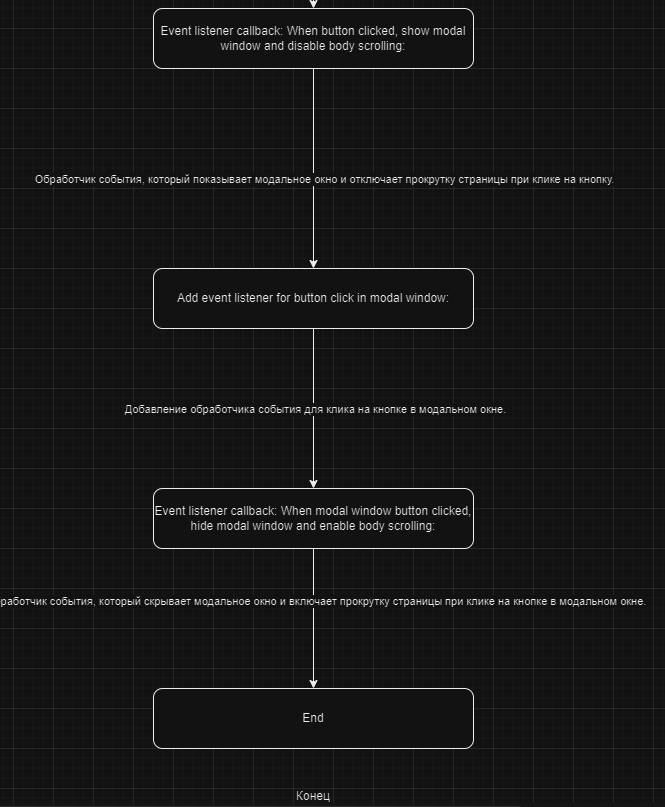 Event listener callback: When button clicked, show modal
window and disable body scrolling:
Обработчик события, который показывает модальное окно и отключает прокрутку страницы при клике на кнопку.
Add event listener for button click in modal window:
Добавление обработчика события для клика на кнопке в модальном окне.
Event listener callback: When modal window button clicked,
hide modal window and enable body scrolling:
работчик события, который скрывает модальное окно и включает прокрутку страницы при клике на кнопке в модальном окне.
End
Конец